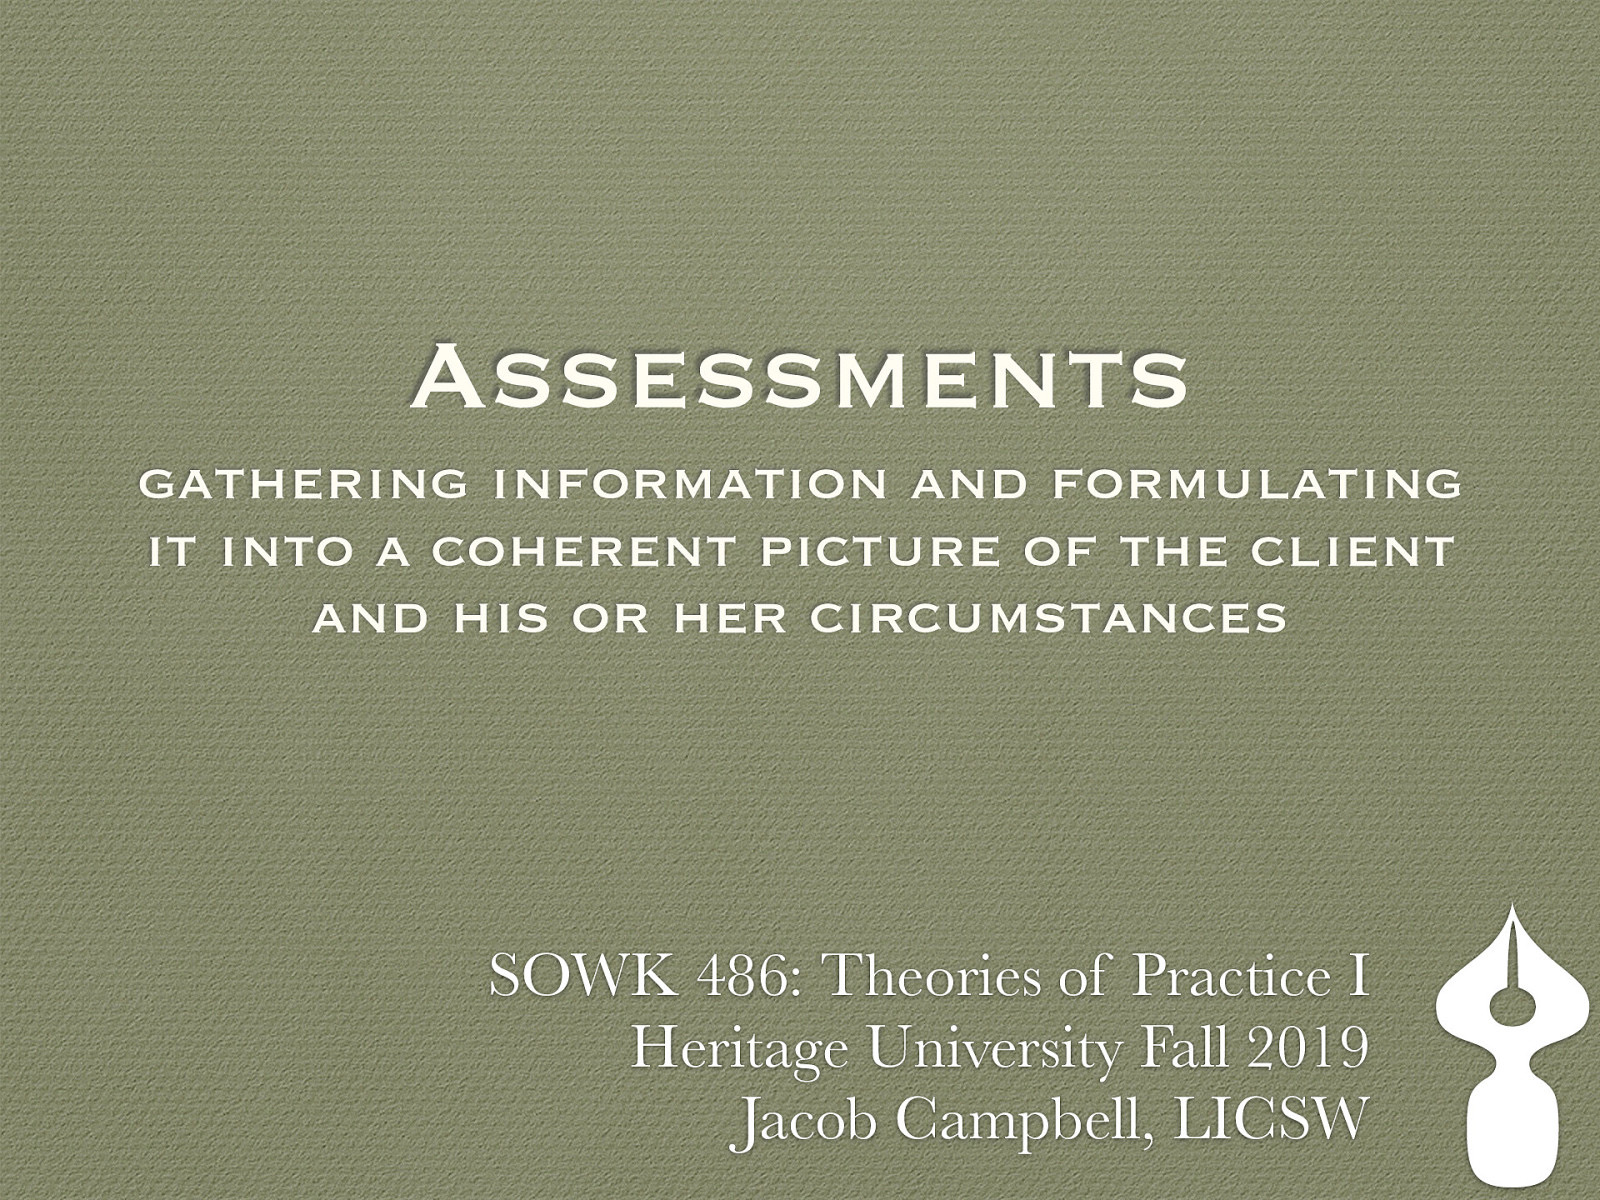 Assessments
gathering information and formulating
it into a coherent picture of the client
and his or her circumstances
SOWK 486: Theories of Practice I
Heritage University Fall 2019
Jacob Campbell, LICSW